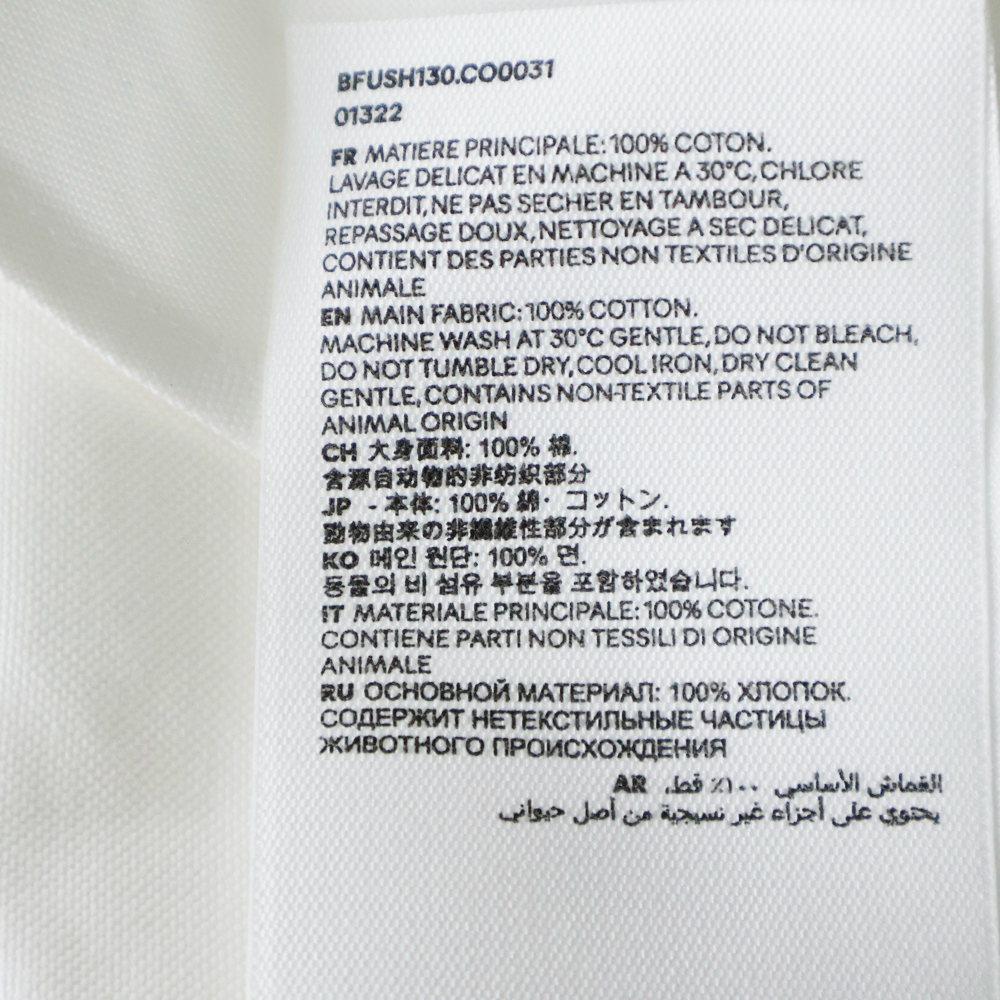 BFUSH130.CO0031
01322
FR MATIERE PRINCIPALE: 100% COTON.
LAVAGE DELICAT EN MACHINE A 30°C, CHLORE
INTERDIT, NE PAS SECHER EN TAMBOUR,
REPASSAGE DOUX, NETTOYAGE A SEC DELICAT,
CONTIENT DES PARTIES NON TEXTILES D'ORIGINE
ANIMALE
EN MAIN FABRIC: 100% COTTON.
MACHINE WASH AT 30°C GENTLE, DO NOT BLEACH,
DO NOT TUMBLE DRY, COOL IRON, DRY CLEAN
GENTLE, CONTAINS NON-TEXTILE PARTS OF
ANIMAL ORIGIN
CH 大身面料: 100% 棉.
含源自动物的非纺织部分
JP - 本体: 100% 綿・ コットン.
動物由来の非繊維性部分が含まれます
KO 메인 원단: 100% 면.
동물의 비 섬유 부분을 포함하였습니다.
IT MATERIALE PRINCIPALE: 100% COTONE.
CONTIENE PARTI NON TESSILI DI ORIGINE
ANIMALE
RU ОСНОВНОЙ МАТЕРИАЛ: 100% ХЛОПОК.
СОДЕРЖИТ НЕТЕКСТИЛЬНЫЕ ЧАСТИЦЫ
ЖИВОТНОГО ПРОИСХОЖДЕНИЯ
القماش الأساسي ١٠٠٪ قطن. AR
يحتوي على أجزاء غير نسيجية من أصل حيواني